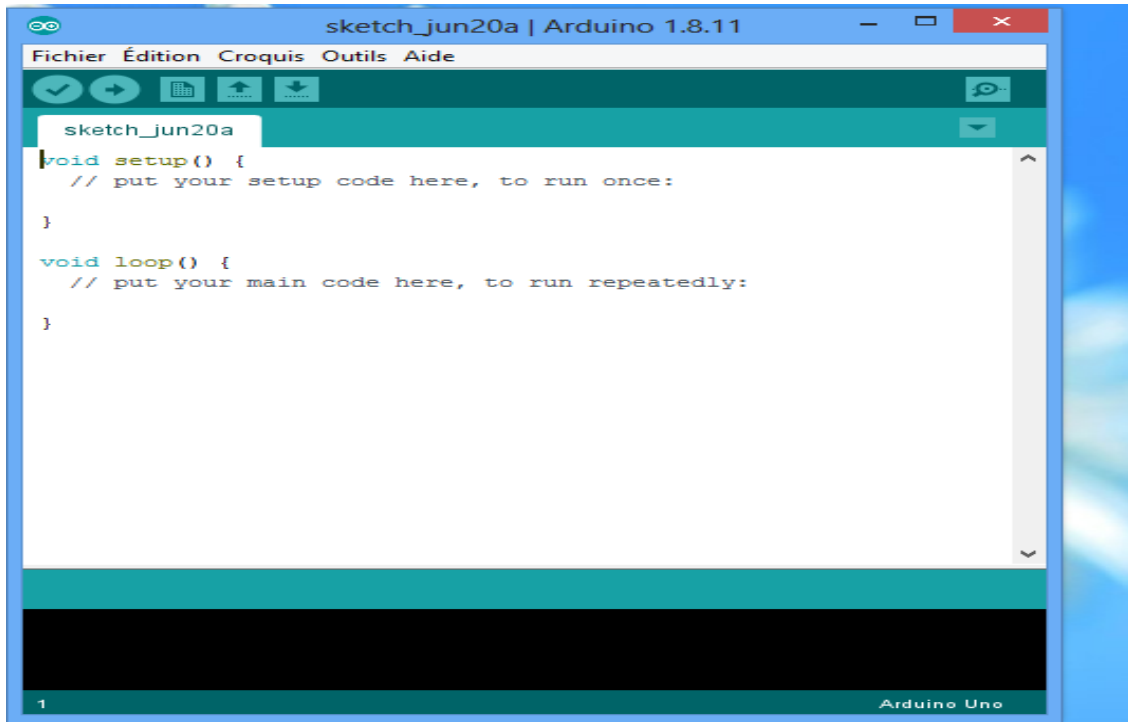 sketch_jun20a | Arduino 1.8.11
Fichier Édition Croquis Outils Aide
sketch_jun20a
void setup() {
// put your setup code here, to run once:
}
void loop() {
// put your main code here, to run repeatedly:
}
1 Arduino Uno